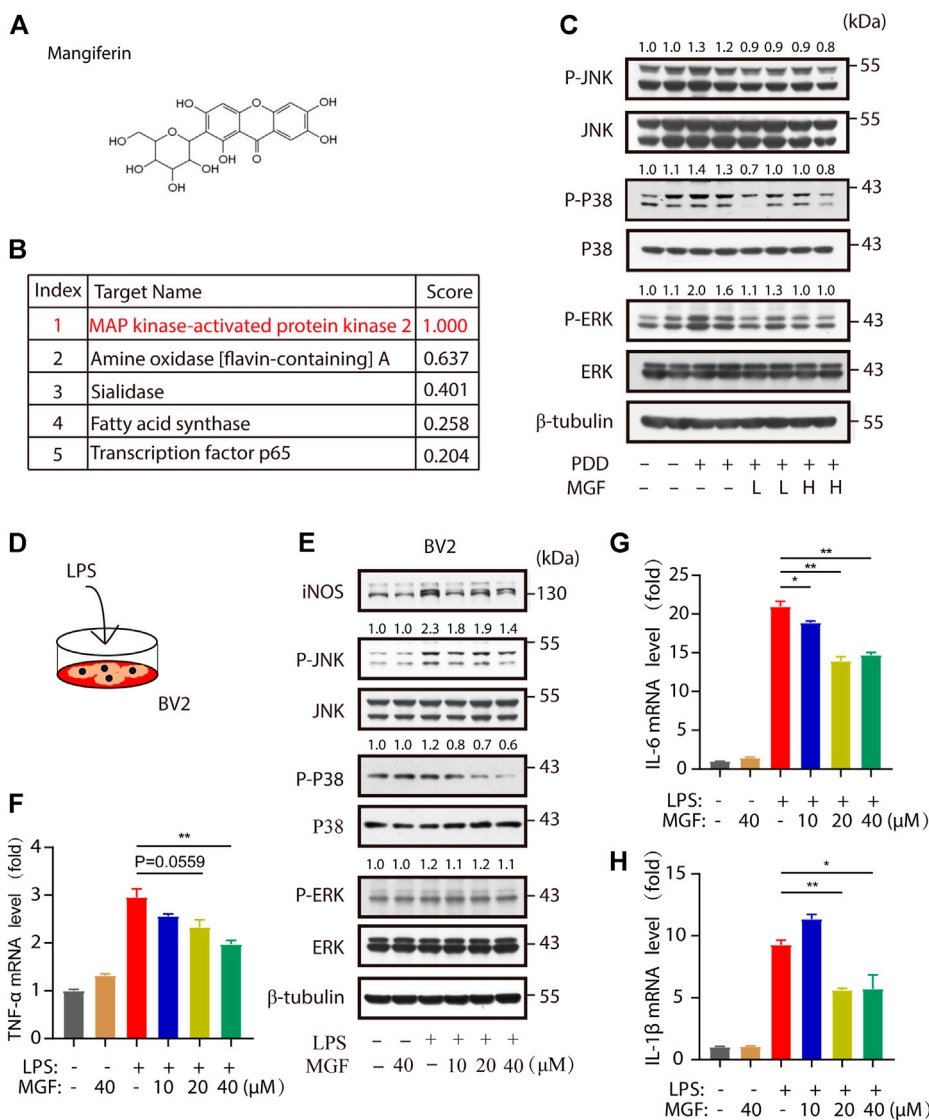 A
Mangiferin
HO
OH
O
O
OH
OH
O
HO
O
HO
OH
OH
OH
B
Index Target Name Score
1 MAP kinase-activated protein kinase 2 1.000
2 Amine oxidase [flavin-containing] A 0.637
3 Sialidase 0.401
4 Fatty acid synthase 0.258
5 Transcription factor p65 0.204
C
(kDa)
1.0 1.0 1.3 1.2 0.9 0.9 0.9 0.8
P-JNK 55
JNK 55
1.0 1.1 1.4 1.3 0.7 1.0 1.0 0.8
P-P38 43
P38 43
1.0 1.1 2.0 1.6 1.1 1.3 1.0 1.0
P-ERK 43
ERK
β-tubulin 55
PDD – – + + + + + +
MGF – – – – L L H H
D
LPS
BV2
E
BV2
(kDa)
iNOS 130
1.0 1.0 2.3 1.8 1.9 1.4
P-JNK 55
JNK 55
1.0 1.0 1.2 0.8 0.7 0.6
P-P38 43
P38 43
1.0 1.0 1.2 1.1 1.2 1.1
P-ERK 43
ERK 43
β-tubulin 55
LPS – – + + + +
MGF – 40 – 10 20 40 (μM)
F
TNF-α mRNA level (fold)
4
3
2
1
0
**
P=0.0559
LPS: - - + + + +
MGF: - 40 - 10 20 40 (μM)
G
IL-6 mRNA level (fold)
25
20
15
10
5
0
**
**
*
LPS: - - + + + +
MGF: - 40 - 10 20 40 (μM)
H
IL-1β mRNA level (fold)
15
10
5
0
*
**
LPS: - - + + + +
MGF: - 40 - 10 20 40 (μM)